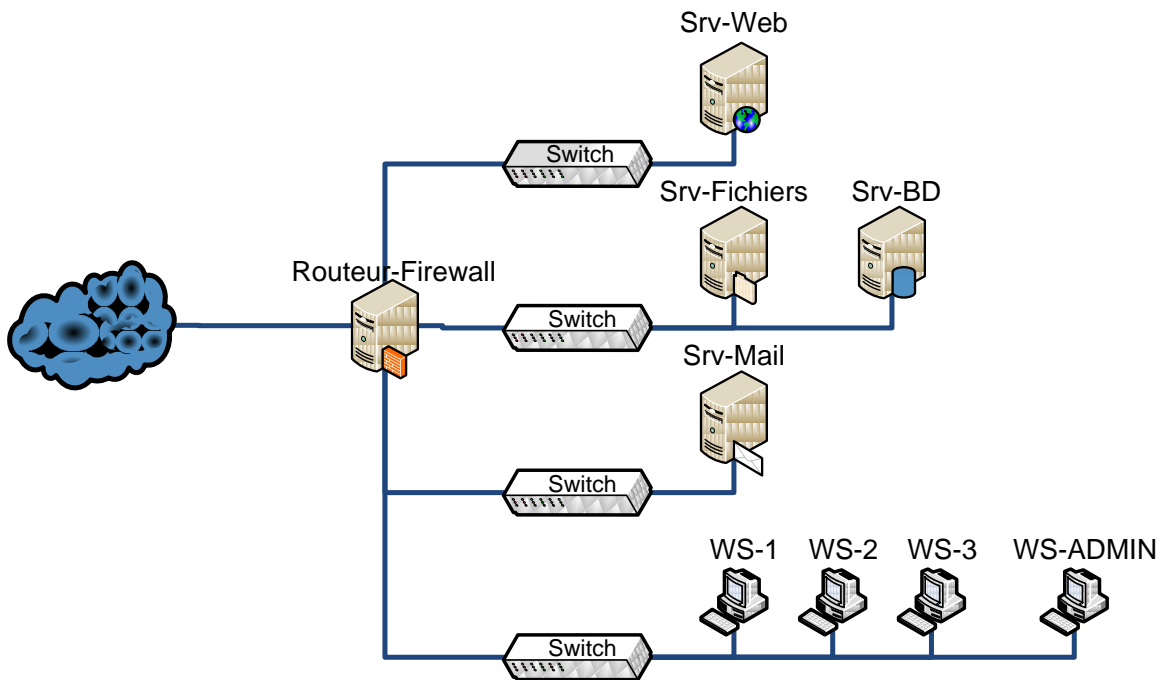 Srv-Web
Switch
Srv-Fichiers
Srv-BD
Routeur-Firewall
Switch
Srv-Mail
Switch
WS-1
WS-2
WS-3
WS-ADMIN
Switch